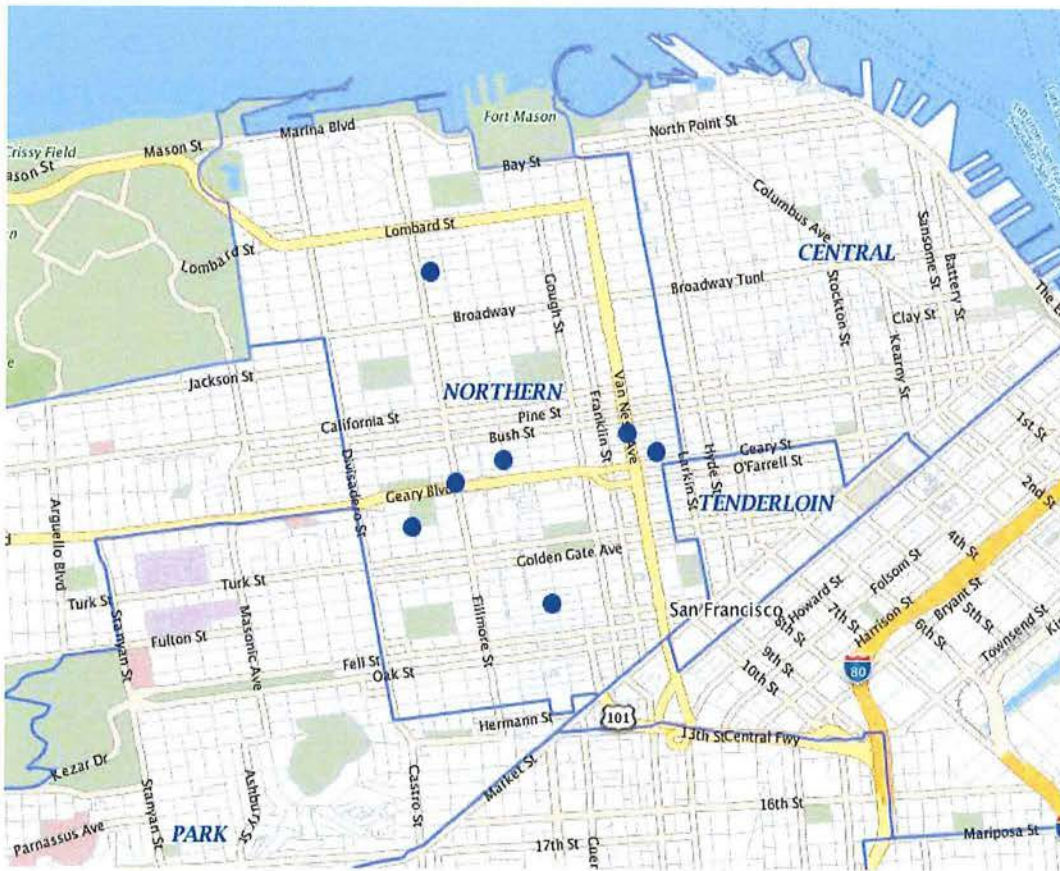 Fort Mason
Marina Blvd
North Point St
Crissy Field
Mason St
ason St
Bay St
Columbus Ave
Lombard St
Lombard St
CENTRAL
Sansome St
Battery St
Broadway Tunl
Stockton St
Gough St
Broadway
Clay St
The E
Kearny St
Jackson St
NORTHERN
Van Ness Ave
Franklin St
California St
Pine St
Bush St
1st St
Geary St
O'Farrell St
Hyde St
Larkin St
Divisadero St
Geary Blvd
2nd St
TENDERLOIN
Arguello Blvd
4th St
Golden Gate Ave
Folsom St
Turk St
Turk St
Howard St
Harrison St
Bryant St
San Francisco
7th St
5th St
Fillmore St
8th St
6th St
Townsend St
Ki
Masonic Ave
Stanyan St
Fulton St
Fell St
Oak St
9th St
10th St
80
Hermann St
101
13th St
Central Fwy
Kezar Dr
Market St
Castro St
Ashbury St
Stanyan St
16th St
Parnassus Ave
PARK
Mariposa St
17th St
Guer